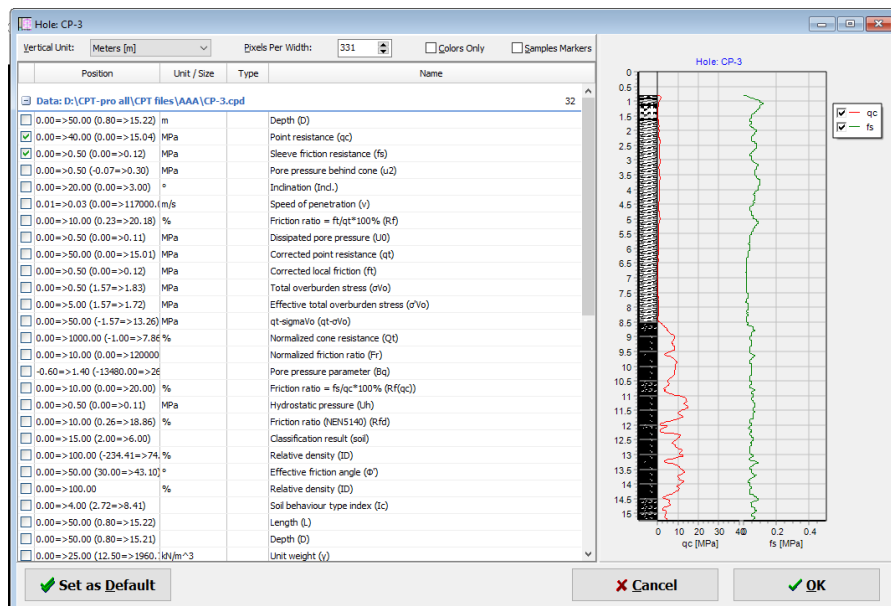 Hole: CP-3
Vertical Unit: Meters [m] Pixels Per Width: 331 Colors Only Samples Markers
Position Unit / Size Type Name
Data: D:\CPT-pro all\CPT files\AAA\CP-3.cpd 32
0.00=>50.00 (0.80=>15.22) m Depth (D)
0.00=>40.00 (0.00=>15.04) MPa Point resistance (qc)
0.00=>0.50 (0.00=>0.12) MPa Sleeve friction resistance (fs)
0.00=>0.50 (-0.07=>0.30) MPa Pore pressure behind cone (u2)
0.00=>20.00 (0.00=>3.00) ° Inclination (Incl.)
0.01=>0.03 (0.00=>117000.0 m/s Speed of penetration (v)
0.00=>10.00 (0.23=>20.18) % Friction ratio = ft/qt*100% (Rf)
0.00=>0.50 (0.00=>0.11) MPa Dissipated pore pressure (U0)
0.00=>50.00 (0.00=>15.01) MPa Corrected point resistance (qt)
0.00=>0.50 (0.00=>0.12) MPa Corrected local friction (ft)
0.00=>0.50 (1.57=>1.83) MPa Total overburden stress (σVo)
0.00=>5.00 (1.57=>1.72) MPa Effective total overburden stress (σ'Vo)
0.00=>50.00 (-1.57=>13.26) MPa qt-sigmaVo (qt-σVo)
0.00=>1000.00 (-1.00=>7.86 % Normalized cone resistance (Qt)
0.00=>10.00 (0.00=>120000 Normalized friction ratio (Fr)
-0.60=>1.40 (-13480.00=>26 Pore pressure parameter (Bq)
0.00=>10.00 (0.00=>20.00) % Friction ratio = fs/qc*100% (Rf(qc))
0.00=>0.50 (0.00=>0.11) MPa Hydrostatic pressure (Uh)
0.00=>10.00 (0.26=>18.86) % Friction ratio (NEN5140) (Rfd)
0.00=>15.00 (2.00=>6.00) Classification result (soil)
0.00=>100.00 (-234.41=>74. % Relative density (ID)
0.00=>50.00 (30.00=>43.10) ° Effective friction angle (Φ')
0.00=>100.00 % Relative density (ID)
0.00=>4.00 (2.72=>8.41) Soil behaviour type index (Ic)
0.00=>50.00 (0.80=>15.22) Length (L)
0.00=>50.00 (0.80=>15.21) Depth (D)
0.00=>25.00 (12.50=>1960. kN/m^3 Unit weight (γ)
Set as Default Cancel OK
Hole: CP-3
0
0.5
1
1.5
2
2.5
3
3.5
4
4.5
5
5.5
6
6.5
7
7.5
8
8.5
9
9.5
10
10.5
11
11.5
12
12.5
13
13.5
14
14.5
15
0 10 20 30 40 0.2 0.4
qc [MPa] fs [MPa]
qc
fs